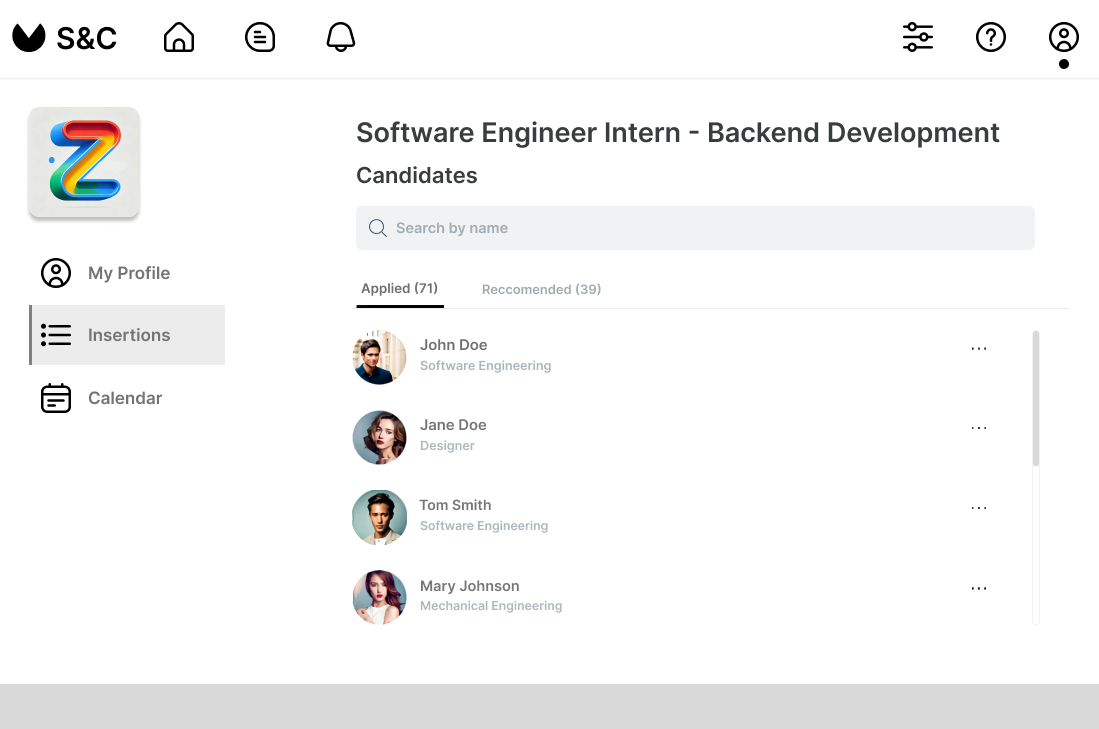 S&C
Software Engineer Intern - Backend Development
Candidates
Search by name
Applied (71) Reccomended (39)
My Profile
Insertions
Calendar
John Doe
Software Engineering
Jane Doe
Designer
Tom Smith
Software Engineering
Mary Johnson
Mechanical Engineering